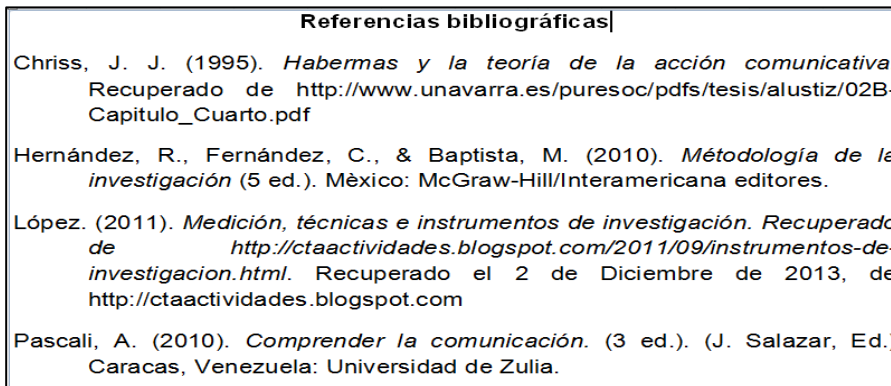 Referencias bibliográficas
Chriss, J. J. (1995). Habermas y la teoría de la acción comunicativa
Recuperado de http://www.unavarra.es/puresoc/pdfs/tesis/alustiz/02B-
Capitulo_Cuarto.pdf
Hernández, R., Fernández, C., & Baptista, M. (2010). Métodología de la
investigación (5 ed.). Mèxico: McGraw-Hill/Interamericana editores.
López. (2011). Medición, técnicas e instrumentos de investigación. Recuperado
de http://ctaactividades.blogspot.com/2011/09/instrumentos-de-
investigacion.html. Recuperado el 2 de Diciembre de 2013, de
http://ctaactividades.blogspot.com
Pascali, A. (2010). Comprender la comunicación. (3 ed.). (J. Salazar, Ed.)
Caracas, Venezuela: Universidad de Zulia.